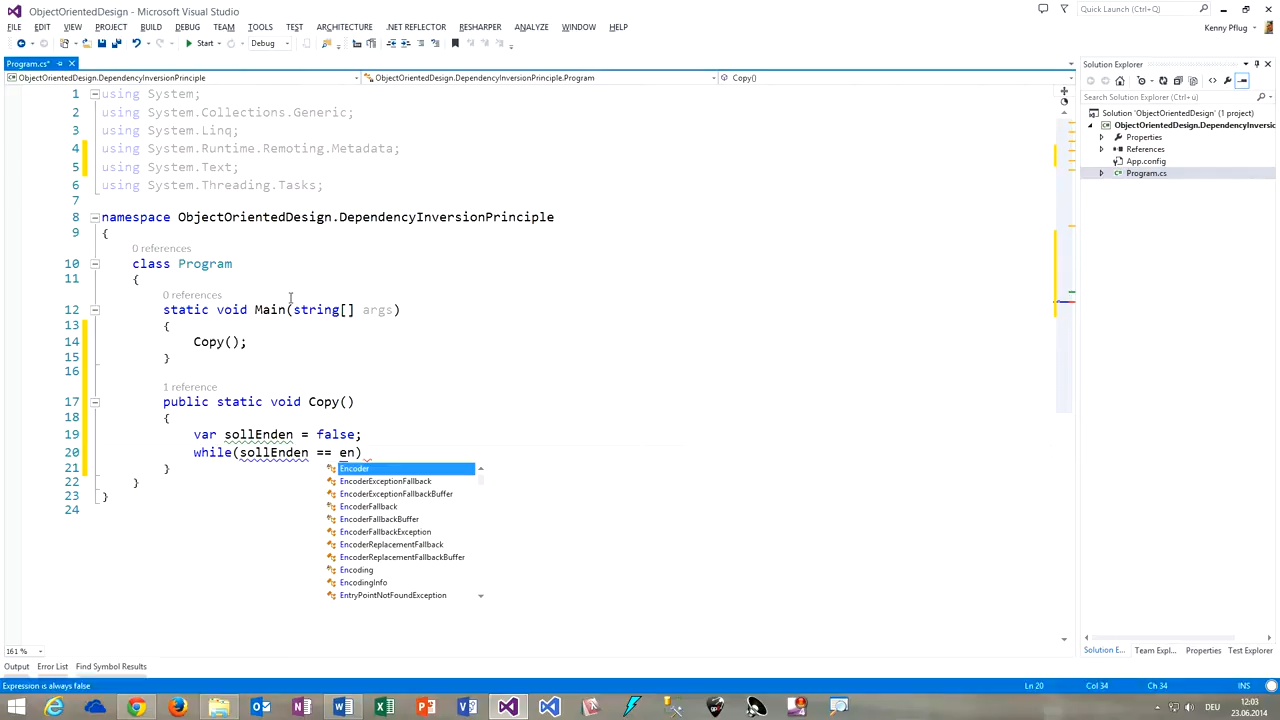 ObjectOrientedDesign - Microsoft Visual Studio
Quick Launch (Ctrl+Q)
FILE EDIT VIEW PROJECT BUILD DEBUG TEAM TOOLS TEST ARCHITECTURE .NET REFLECTOR RESHARPER ANALYZE WINDOW HELP
Kenny Pflug
Start Debug
Program.cs*
Solution Explorer
ObjectOrientedDesign.DependencyInversionPrinciple ObjectOrientedDesign.DependencyInversionPrinciple.Program Copy()
Search Solution Explorer (Ctrl+ü)
Solution 'ObjectOrientedDesign' (1 project)
ObjectOrientedDesign.DependencyInversic
Properties
References
App.config
Program.cs
1 using System;
2 using System.Collections.Generic;
3 using System.Linq;
4 using System.Runtime.Remoting.Metadata;
5 using System.Text;
6 using System.Threading.Tasks;
7
8 namespace ObjectOrientedDesign.DependencyInversionPrinciple
9 {
0 references
10 class Program
11 {
0 references
12 static void Main(string[] args)
13 {
14 Copy();
15 }
16
1 reference
17 public static void Copy()
18 {
19 var sollEnden = false;
20 while(sollEnden == en)
21 }
22 }
23 }
24
Encoder
EncoderExceptionFallback
EncoderExceptionFallbackBuffer
EncoderFallback
EncoderFallbackBuffer
EncoderFallbackException
EncoderReplacementFallback
EncoderReplacementFallbackBuffer
Encoding
EncodingInfo
EntryPointNotFoundException
161 %
Solution E... Team Expl... Properties Test Explorer
Output Error List Find Symbol Results
Expression is always false Ln 20 Col 34 Ch 34 INS
DEU
12:03
23.06.2014